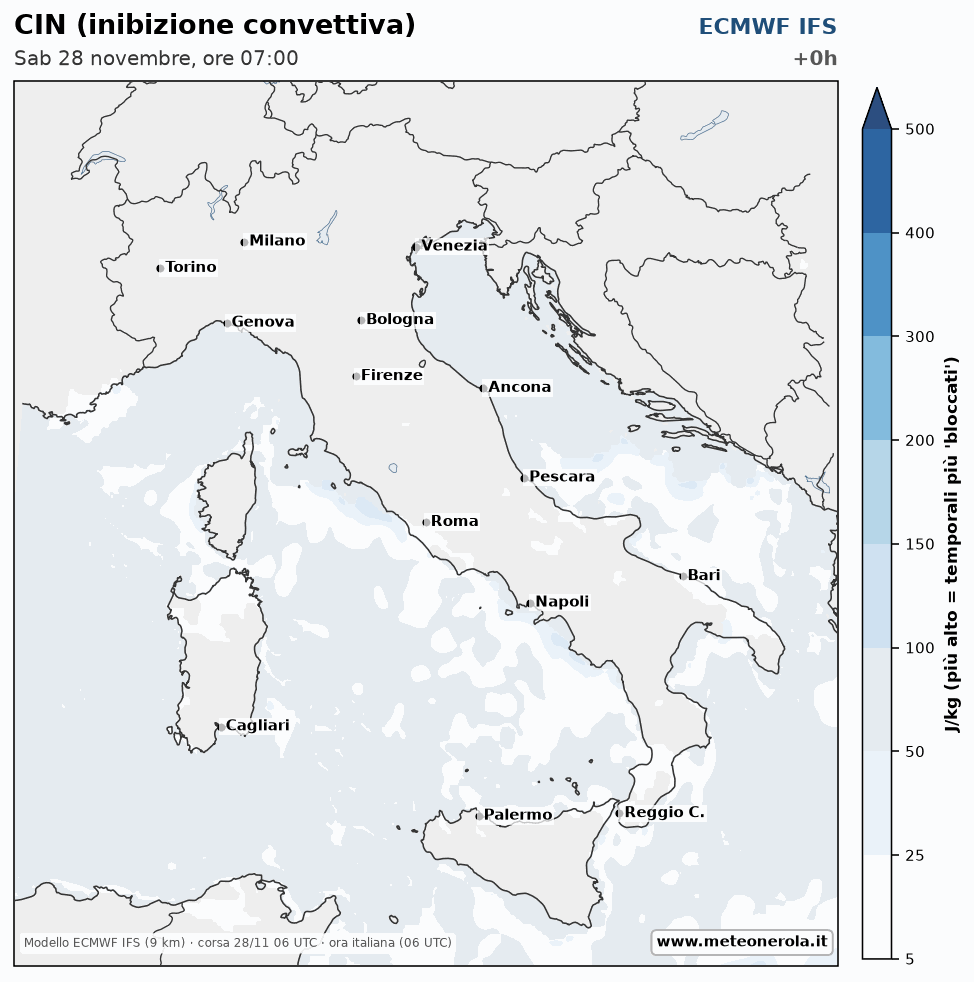 CIN (inibizione convettiva)
ECMWF IFS
Sab 28 novembre, ore 07:00
+0h
Milano
Venezia
Torino
Genova
Bologna
Firenze
Ancona
Pescara
Roma
Bari
Napoli
Cagliari
Palermo
Reggio C.
500
400
300
200
150
100
50
25
5
J/kg (più alto = temporali più 'bloccati')
Modello ECMWF IFS (9 km) · corsa 28/11 06 UTC · ora italiana (06 UTC)
www.meteonerola.it